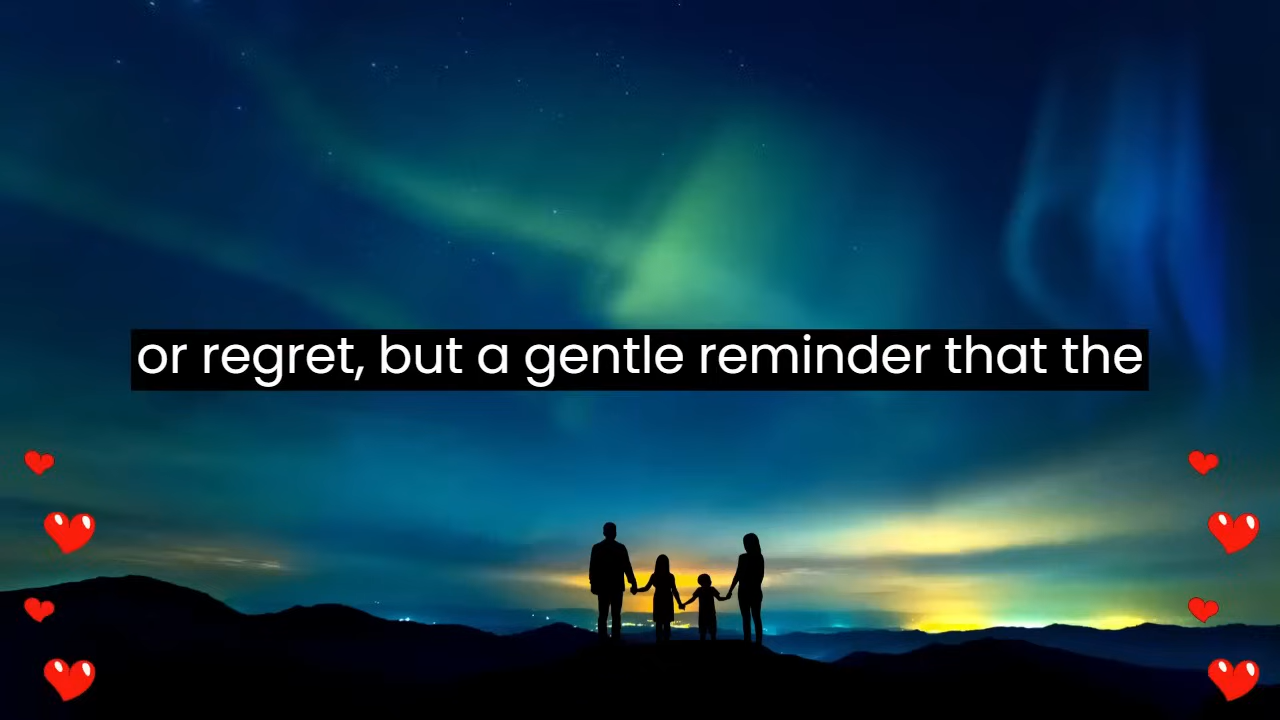 or regret, but a gentle reminder that the